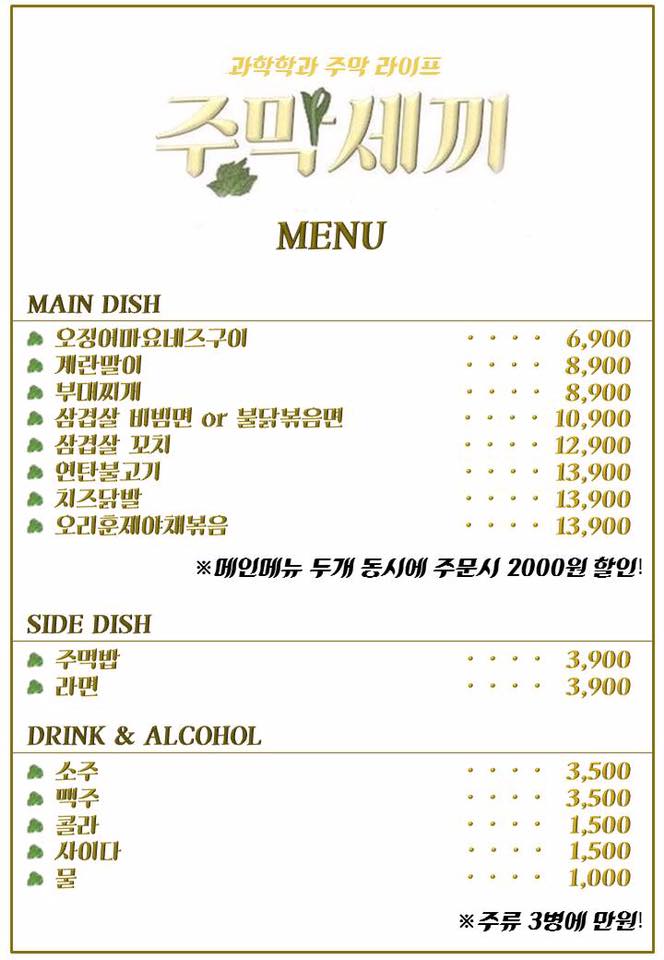 과학학과 주막 라이프
주막세끼
MENU
MAIN DISH
오징어마요네즈구이 · · · · 6,900
계란말이 · · · · 8,900
부대찌개 · · · · 8,900
삼겹살 비빔면 or 불닭볶음면 · · · · 10,900
삼겹살 꼬치 · · · · 12,900
연탄불고기 · · · · 13,900
치즈닭발 · · · · 13,900
오리훈제야채볶음 · · · · 13,900
※메인메뉴 두개 동시에 주문시 2000원 할인!
SIDE DISH
주먹밥 · · · · 3,900
라면 · · · · 3,900
DRINK & ALCOHOL
소주 · · · · 3,500
맥주 · · · · 3,500
콜라 · · · · 1,500
사이다 · · · · 1,500
물 · · · · 1,000
※주류 3병에 만원!